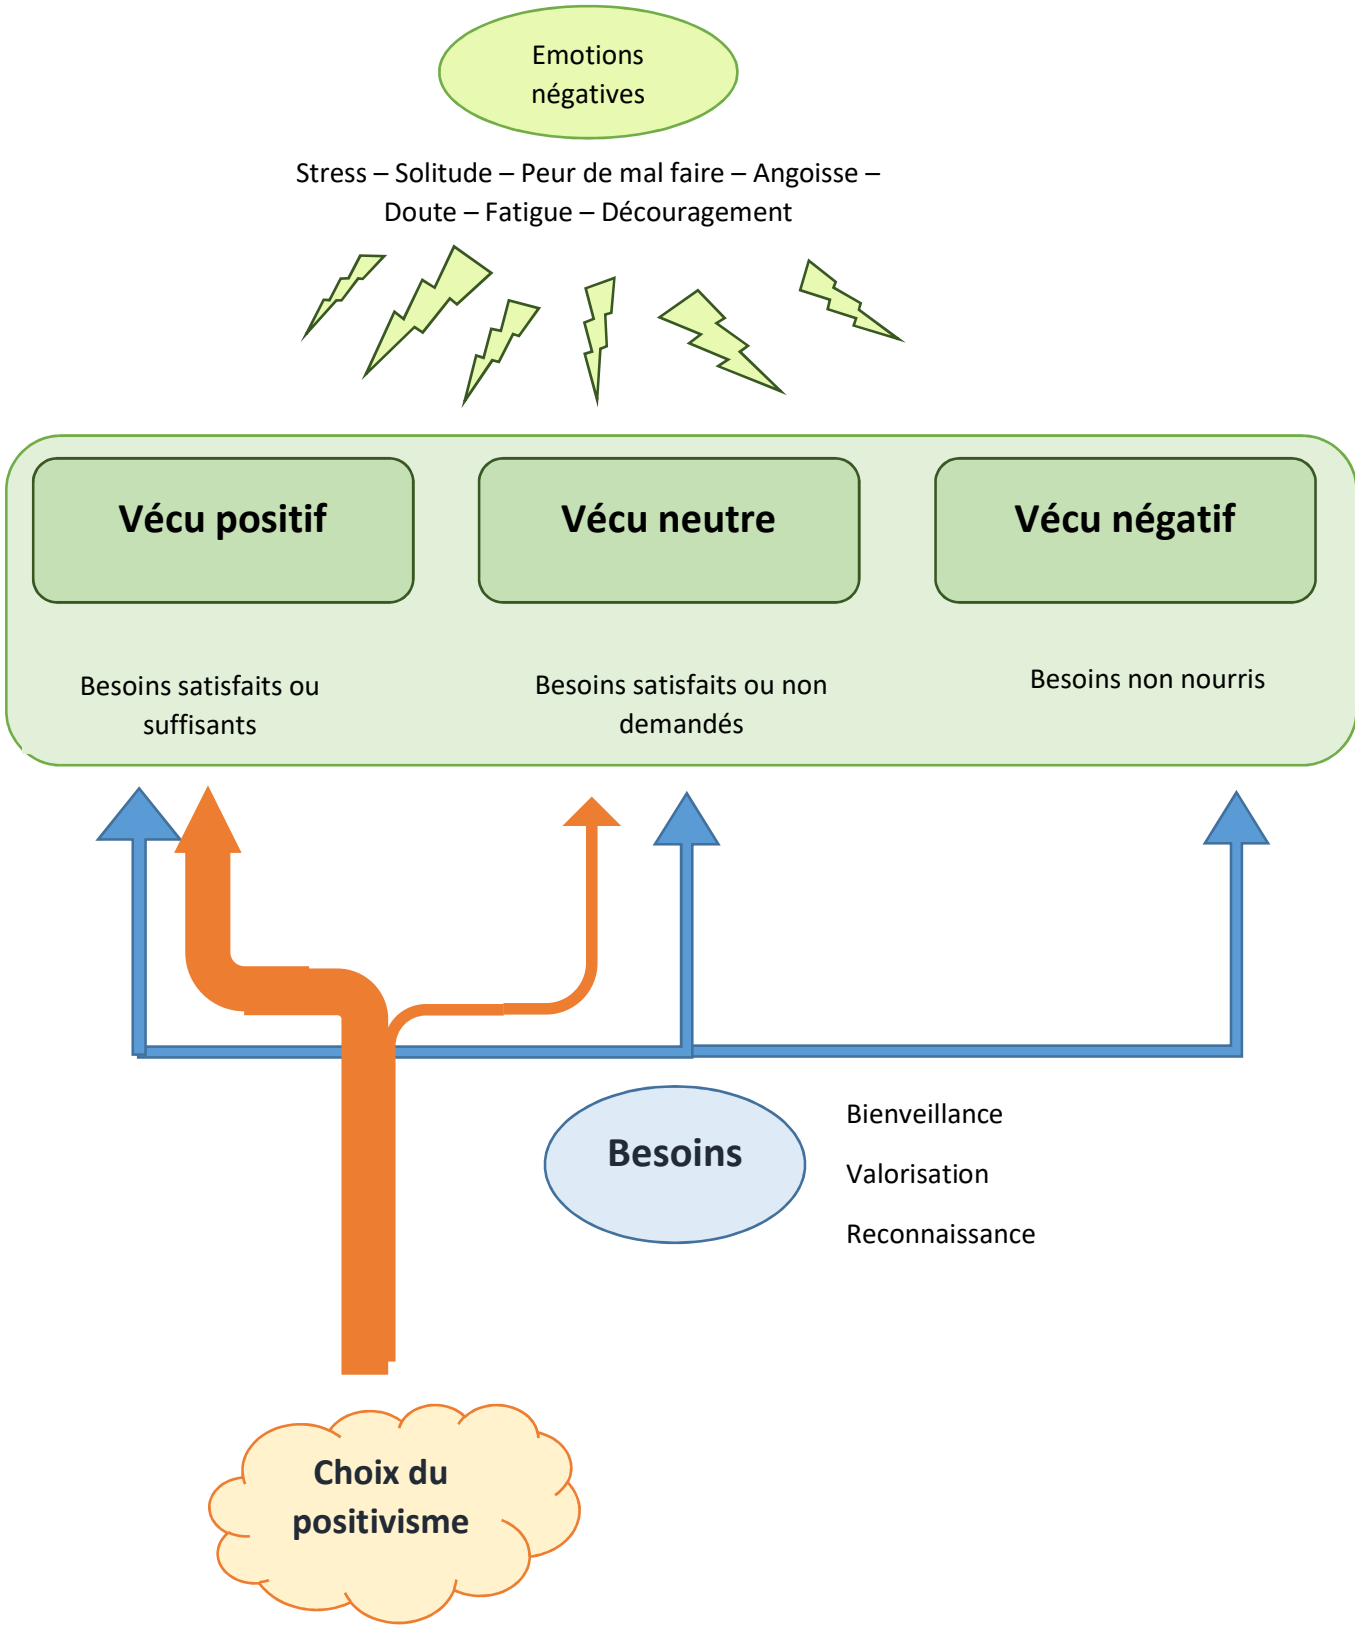 Emotions
négatives
Stress – Solitude – Peur de mal faire – Angoisse –
Doute – Fatigue – Découragement
Vécu positif
Vécu neutre
Vécu négatif
Besoins satisfaits ou
suffisants
Besoins satisfaits ou non
demandés
Besoins non nourris
Besoins
Bienveillance
Valorisation
Reconnaissance
Choix du
positivisme